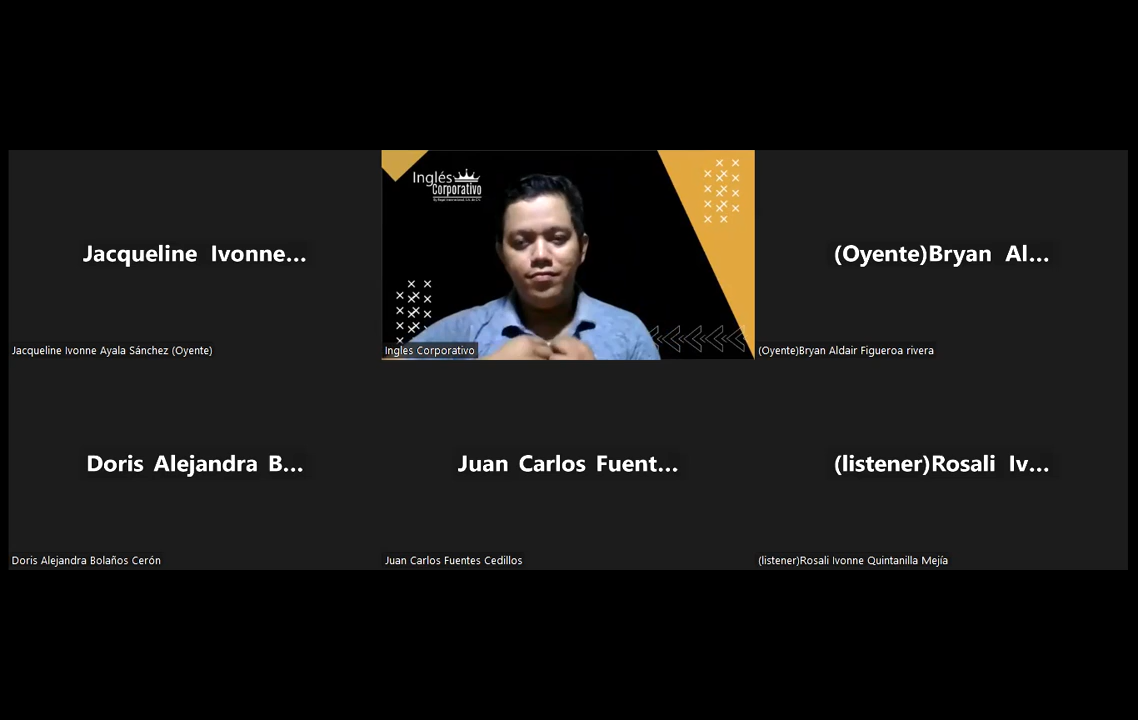 Jacqueline Ivonne...
Jacqueline Ivonne Ayala Sánchez (Oyente)
Inglés
Corporativo
Ingles Corporativo
(Oyente)Bryan Al...
(Oyente)Bryan Aldair Figueroa rivera
Doris Alejandra B...
Doris Alejandra Bolaños Cerón
Juan Carlos Fuent...
Juan Carlos Fuentes Cedillos
(listener)Rosali Iv...
(listener)Rosali Ivonne Quintanilla Mejía